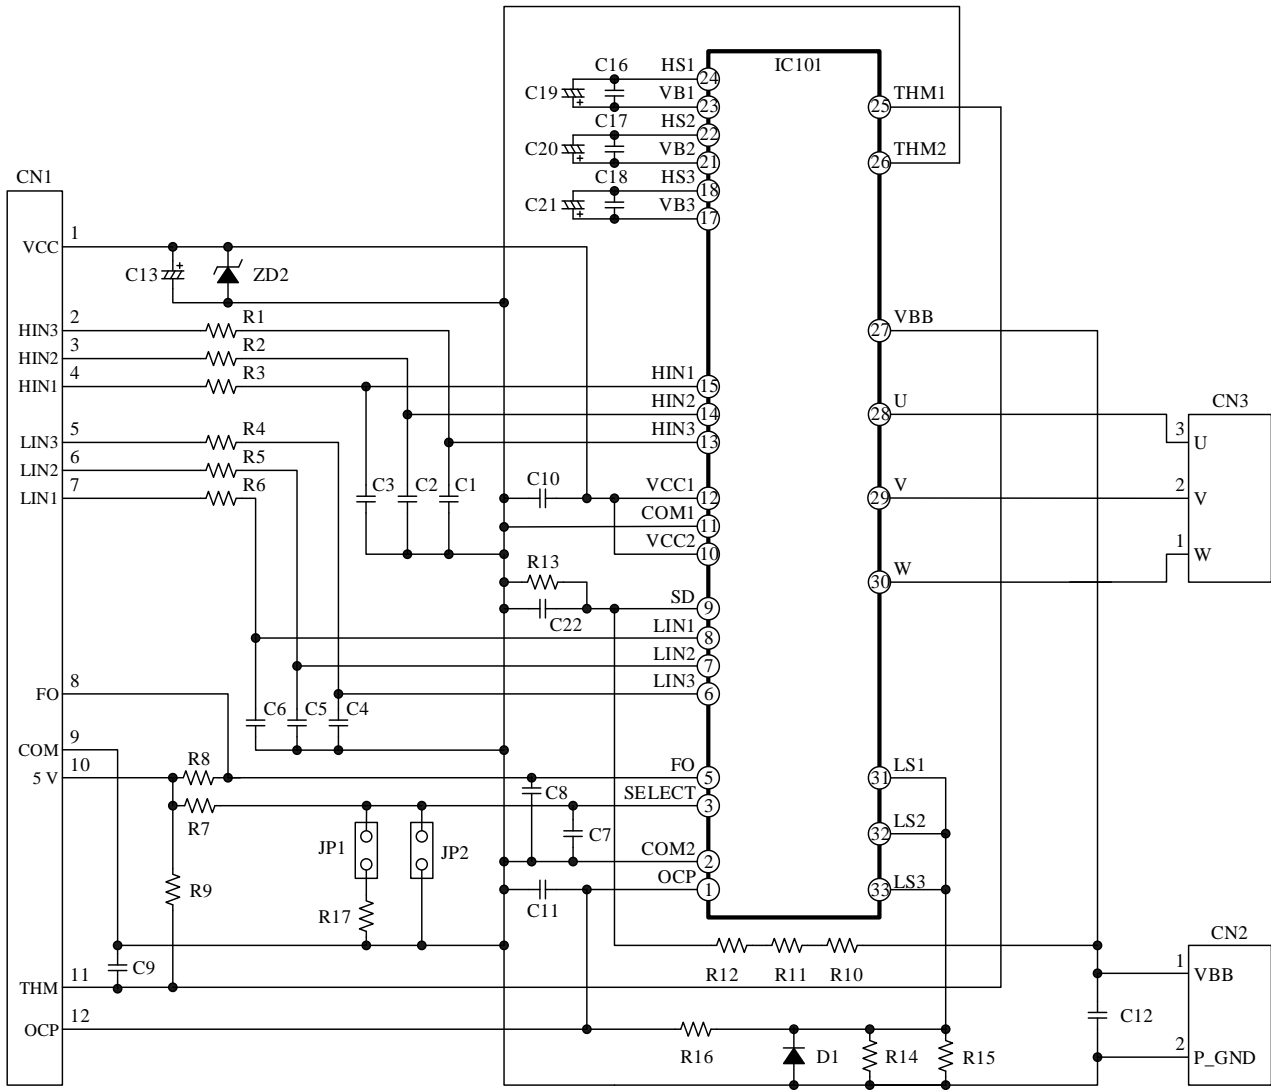 IC101
HS1
24
C16
C19
+
VB1
23
THM1
25
HS2
22
C17
C20
+
VB2
21
THM2
26
HS3
18
C18
C21
+
VB3
17
CN1
VCC
1
C13
+
ZD2
HIN3
2
R1
HIN2
3
R2
HIN1
4
R3
LIN3
5
R4
LIN2
6
R5
LIN1
7
R6
27
VBB
HIN1
15
HIN2
14
HIN3
13
28
U
CN3
3
U
2
V
1
W
C3
C2
C1
C10
VCC1
12
29
V
COM1
11
VCC2
10
R13
30
W
SD
9
C22
LIN1
8
LIN2
7
LIN3
6
FO
8
C6
C5
C4
COM
9
5 V
10
R8
FO
5
31
LS1
C8
SELECT
3
R7
JP1
JP2
C7
32
LS2
COM2
2
OCP
1
33
LS3
R9
C11
R17
R12
R11
R10
CN2
1
VBB
C9
THM
11
OCP
12
C12
R16
D1
R14
R15
2
P_GND